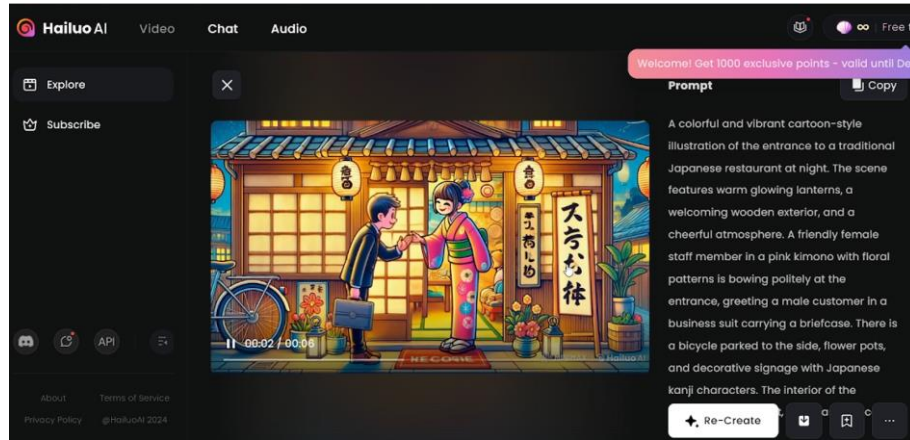 Hailuo AI
Video
Chat
Audio
Free
Welcome! Get 1000 exclusive points - valid until De
Explore
Subscribe
API
About
Terms of Service
Privacy Policy
@HailuoAI 2024
00:02 / 00:06
Hailuo AI
Prompt
Copy
A colorful and vibrant cartoon-style
illustration of the entrance to a traditional
Japanese restaurant at night. The scene
features warm glowing lanterns, a
welcoming wooden exterior, and a
cheerful atmosphere. A friendly female
staff member in a pink kimono with floral
patterns is bowing politely at the
entrance, greeting a male customer in a
business suit carrying a briefcase. There is
a bicycle parked to the side, flower pots,
and decorative signage with Japanese
kanji characters. The interior of the
Re-Create